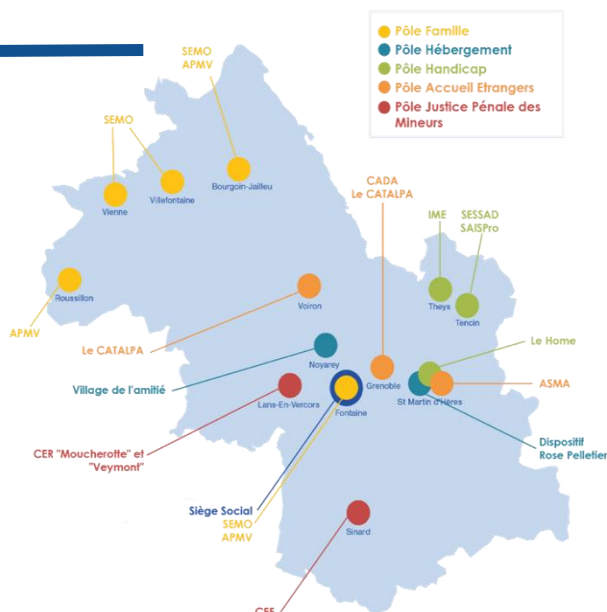 Pôle Famille
Pôle Hébergement
Pôle Handicap
Pôle Accueil Etrangers
Pôle Justice Pénale des
Mineurs
SEMO
APMV
SEMO
Bourgoin-Jailleu
Villefontaine
Vienne
CADA
Le CATALPA
IME
SESSAD
SAISPro
Roussillon
Voiron
Theys
Tencin
APMV
Le CATALPA
Le Home
Noyarey
Village de l'amitié
Grenoble
ASMA
Lans-En-Vercors
Fontaine
St Martin d'Hères
CER "Moucherotte" et
"Veymont"
Dispositif
Rose Pelletier
Siège Social
SEMO
APMV
Sinard